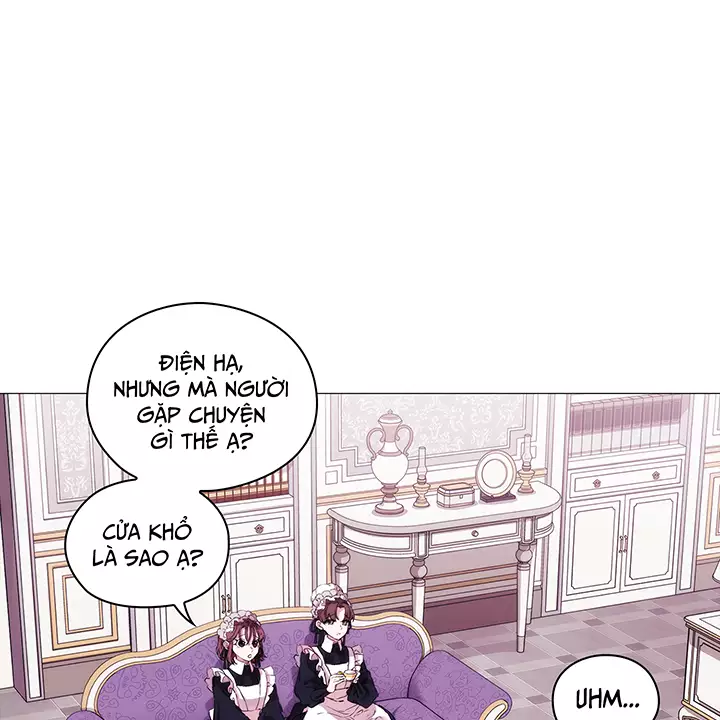 ĐIỆN HẠ,
NHƯNG MÀ NGƯỜI
GẶP CHUYỆN
GÌ THẾ Ạ?
CỬA KHỔ
LÀ SAO Ạ?
UHM...